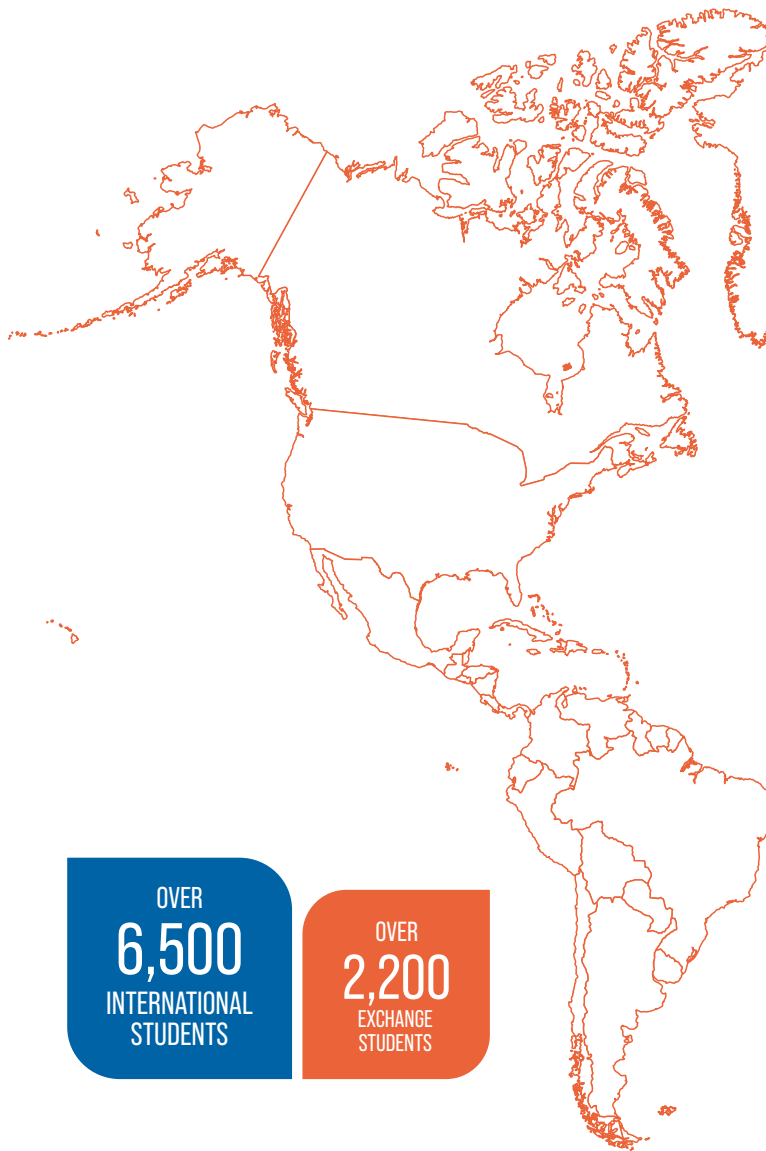 OVER
6,500
INTERNATIONAL
STUDENTS
OVER
2,200
EXCHANGE
STUDENTS